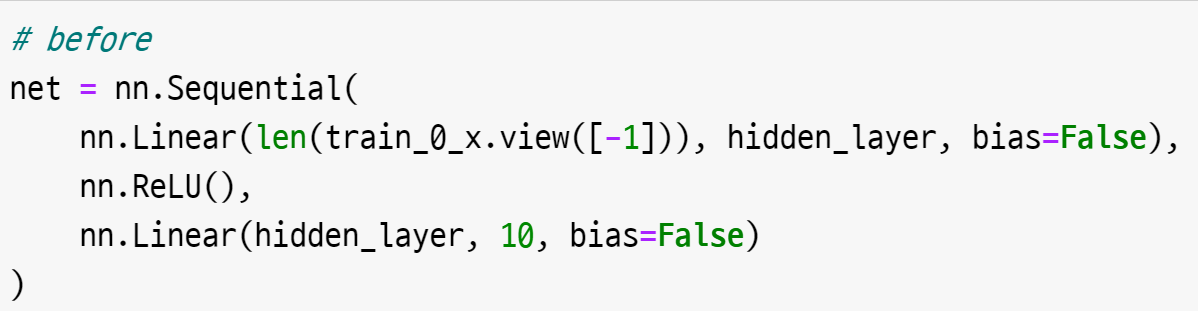 # before
net = nn.Sequential(
    nn.Linear(len(train_0_x.view([-1])), hidden_layer, bias=False),
    nn.ReLU(),
    nn.Linear(hidden_layer, 10, bias=False)
)